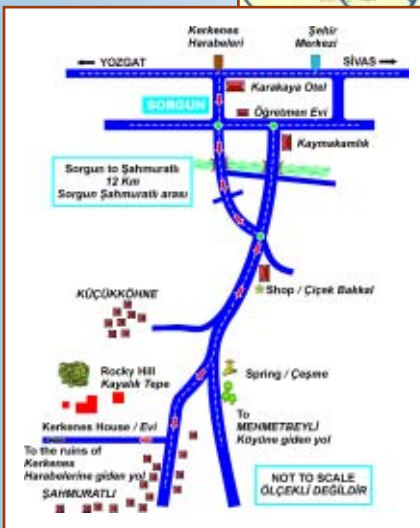 Kerkenes
Harabeleri
Şehir
Merkezi
YOZGAT
SİVAS
Karakaya Otel
SORGUN
Öğretmen Evi
Kaymakamlık
Sorgun to Şahmuratlı
12 Km
Sorgun Şahmuratlı arası
Shop / Çiçek Bakkal
KÜÇÜKKÖHNE
Rocky Hill
Kayalık Tepe
Spring / Çeşme
Kerkenes House / Evi
To
MEHMETBEYLİ
Köyüne giden yol
To the ruins of
Kerkenes
Harabelerine giden yol
ŞAHMURATLI
NOT TO SCALE
ÖLÇEKLİ DEĞİLDİR